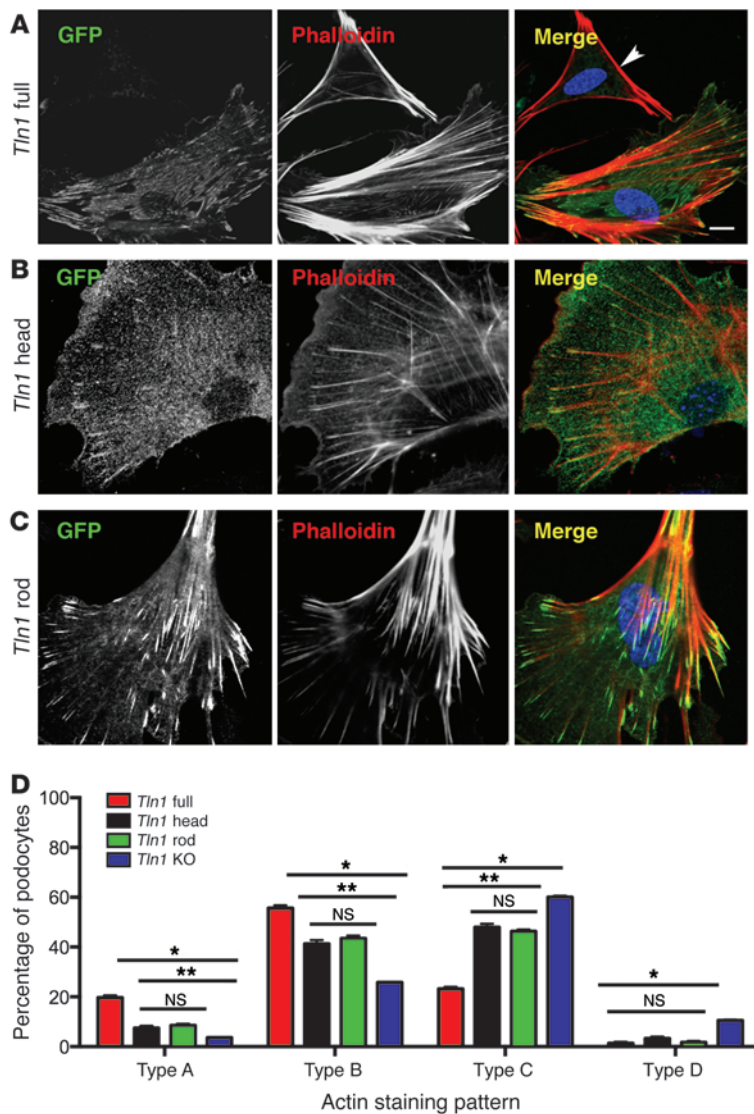 A
GFP
Phalloidin
Merge
Tln1 full
B
GFP
Phalloidin
Merge
Tln1 head
C
GFP
Phalloidin
Merge
Tln1 rod
D
Tln1 full
Tln1 head
Tln1 rod
Tln1 KO
Percentage of podocytes
100
80
60
40
20
0
*
**
NS
*
**
NS
*
**
NS
*
NS
Type A Type B Type C Type D
Actin staining pattern